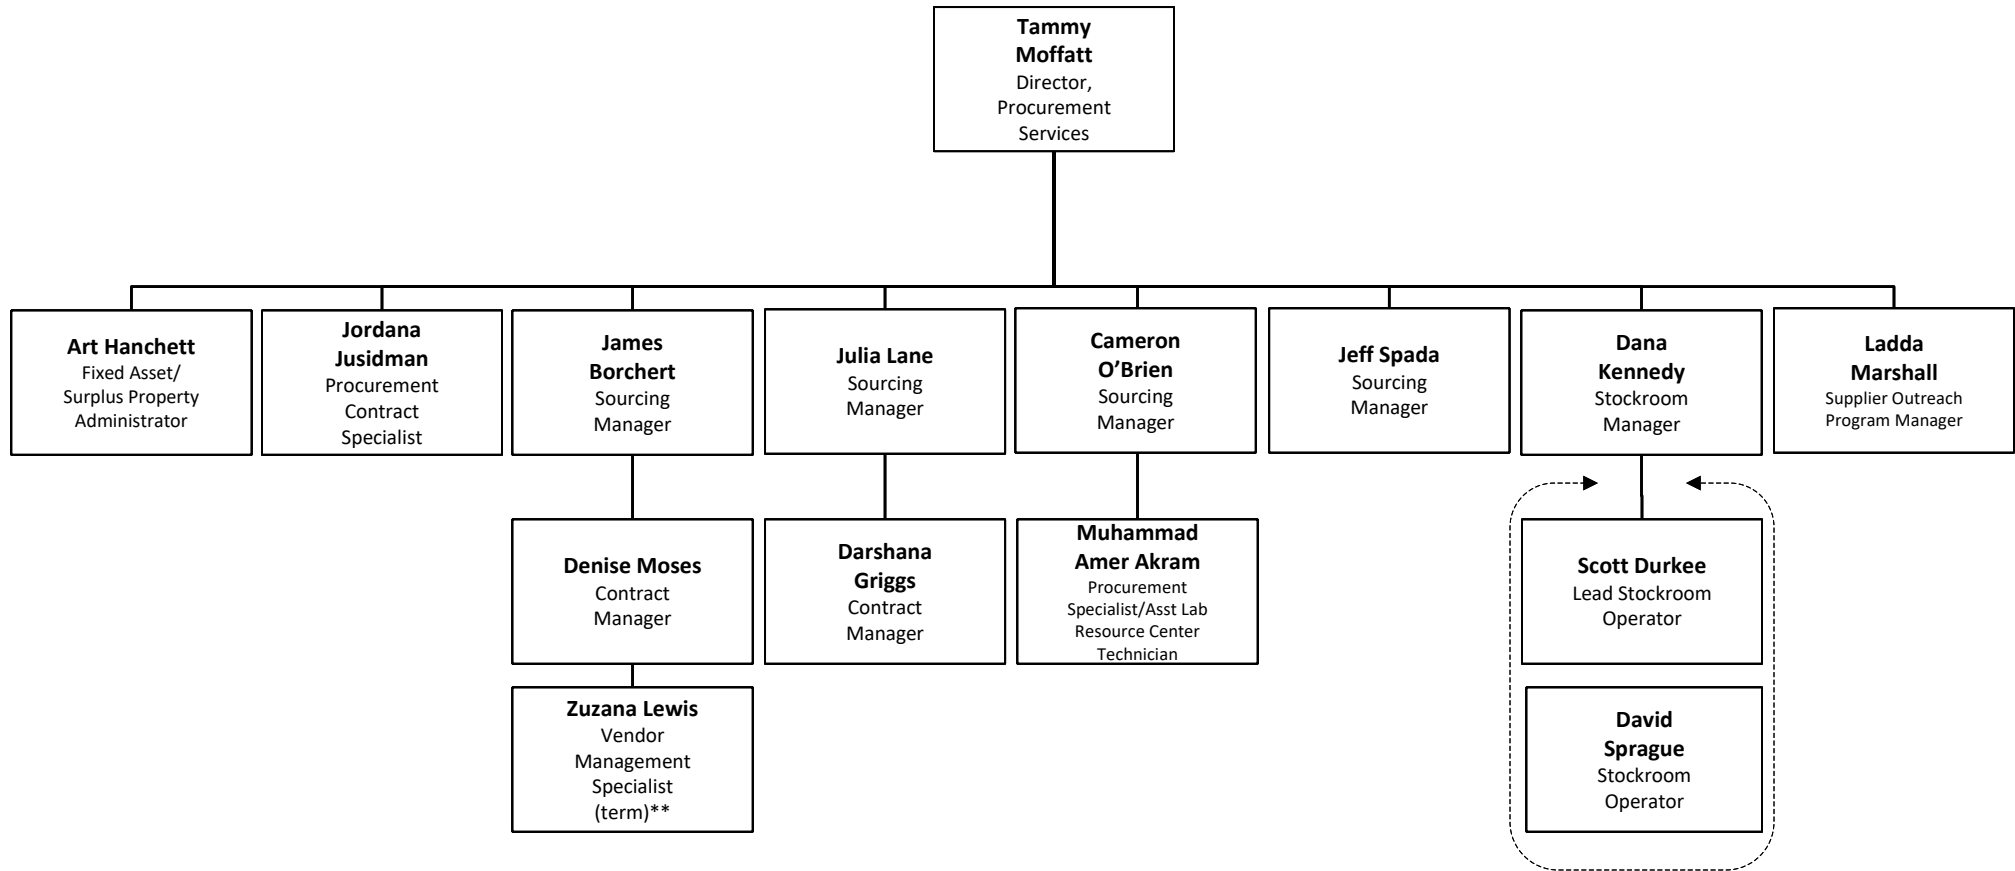 Tammy
Moffatt
Director,
Procurement
Services
Art Hanchett
Fixed Asset/
Surplus Property
Administrator
Jordana
Jusidman
Procurement
Contract
Specialist
James
Borchert
Sourcing
Manager
Julia Lane
Sourcing
Manager
Cameron
O’Brien
Sourcing
Manager
Jeff Spada
Sourcing
Manager
Dana
Kennedy
Stockroom
Manager
Ladda
Marshall
Supplier Outreach
Program Manager
Denise Moses
Contract
Manager
Darshana
Griggs
Contract
Manager
Muhammad
Amer Akram
Procurement
Specialist/Asst Lab
Resource Center
Technician
Scott Durkee
Lead Stockroom
Operator
Zuzana Lewis
Vendor
Management
Specialist
(term)**
David
Sprague
Stockroom
Operator